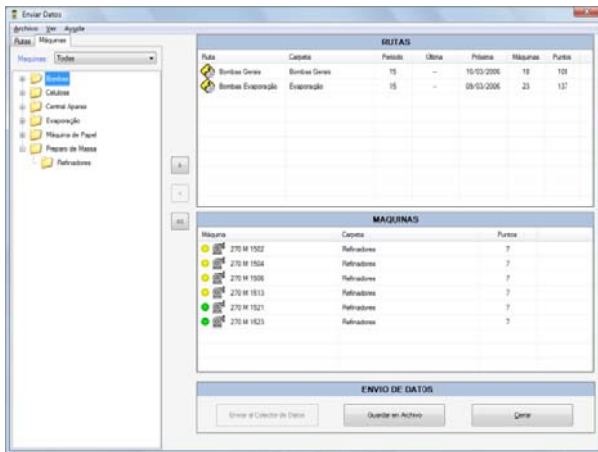 Enviar Datos
Archivo Ver Ayuda
Rutas Máquinas
Maquinas: Todas
Bombas
Celulosa
Central Aparas
Evaporação
Máquina de Papel
Preparo de Massa
Refinadores
>
<
<<
RUTAS
Ruta Carpeta Periodo Última Próxima Máquinas Puntos
Bombas Gerais Bombas Gerais 15 -- 10/03/2006 18 108
Bombas Evaporação Evaporação 15 -- 09/03/2006 23 137
MAQUINAS
Máquina Carpeta Puntos
270 M 1502 Refinadores 7
270 M 1504 Refinadores 7
270 M 1506 Refinadores 7
270 M 1513 Refinadores 7
270 M 1521 Refinadores 7
270 M 1523 Refinadores 7
ENVIO DE DATOS
Enviar al Colector de Datos Guardar en Archivo Cerrar